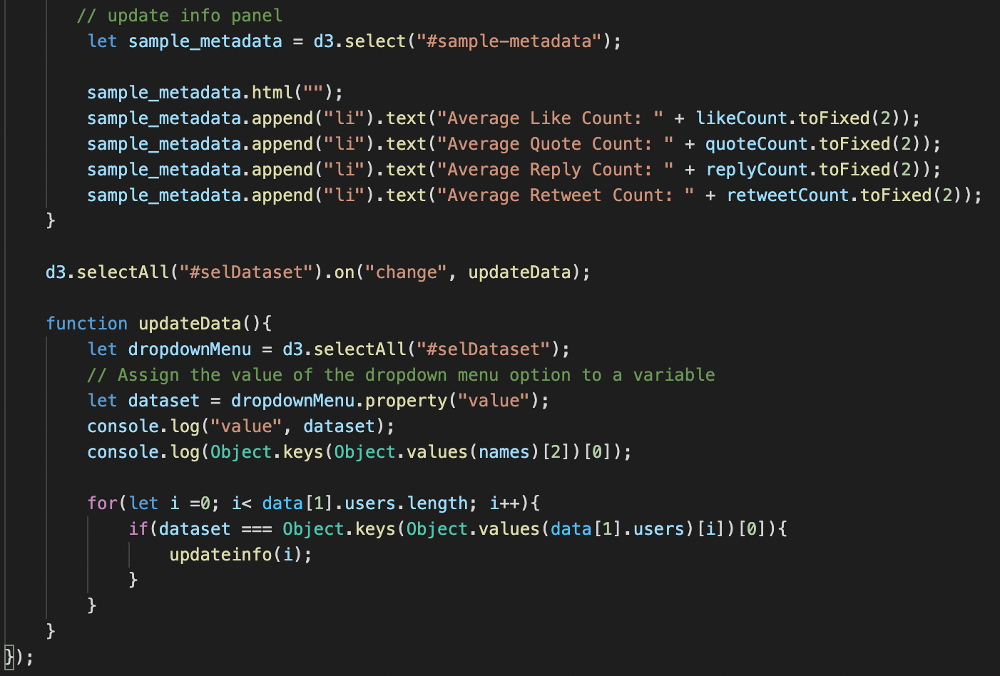 // update info panel
let sample_metadata = d3.select("#sample-metadata");
sample_metadata.html("");
sample_metadata.append("li").text("Average Like Count: " + likeCount.toFixed(2));
sample_metadata.append("li").text("Average Quote Count: " + quoteCount.toFixed(2));
sample_metadata.append("li").text("Average Reply Count: " + replyCount.toFixed(2));
sample_metadata.append("li").text("Average Retweet Count: " + retweetCount.toFixed(2));
}
d3.selectAll("#selDataset").on("change", updateData);
function updateData(){
let dropdownMenu = d3.selectAll("#selDataset");
// Assign the value of the dropdown menu option to a variable
let dataset = dropdownMenu.property("value");
console.log("value", dataset);
console.log(Object.keys(Object.values(names)[2])[0]);
for(let i =0; i< data[1].users.length; i++){
if(dataset === Object.keys(Object.values(data[1].users)[i])[0]){
updateinfo(i);
}
}
}
});